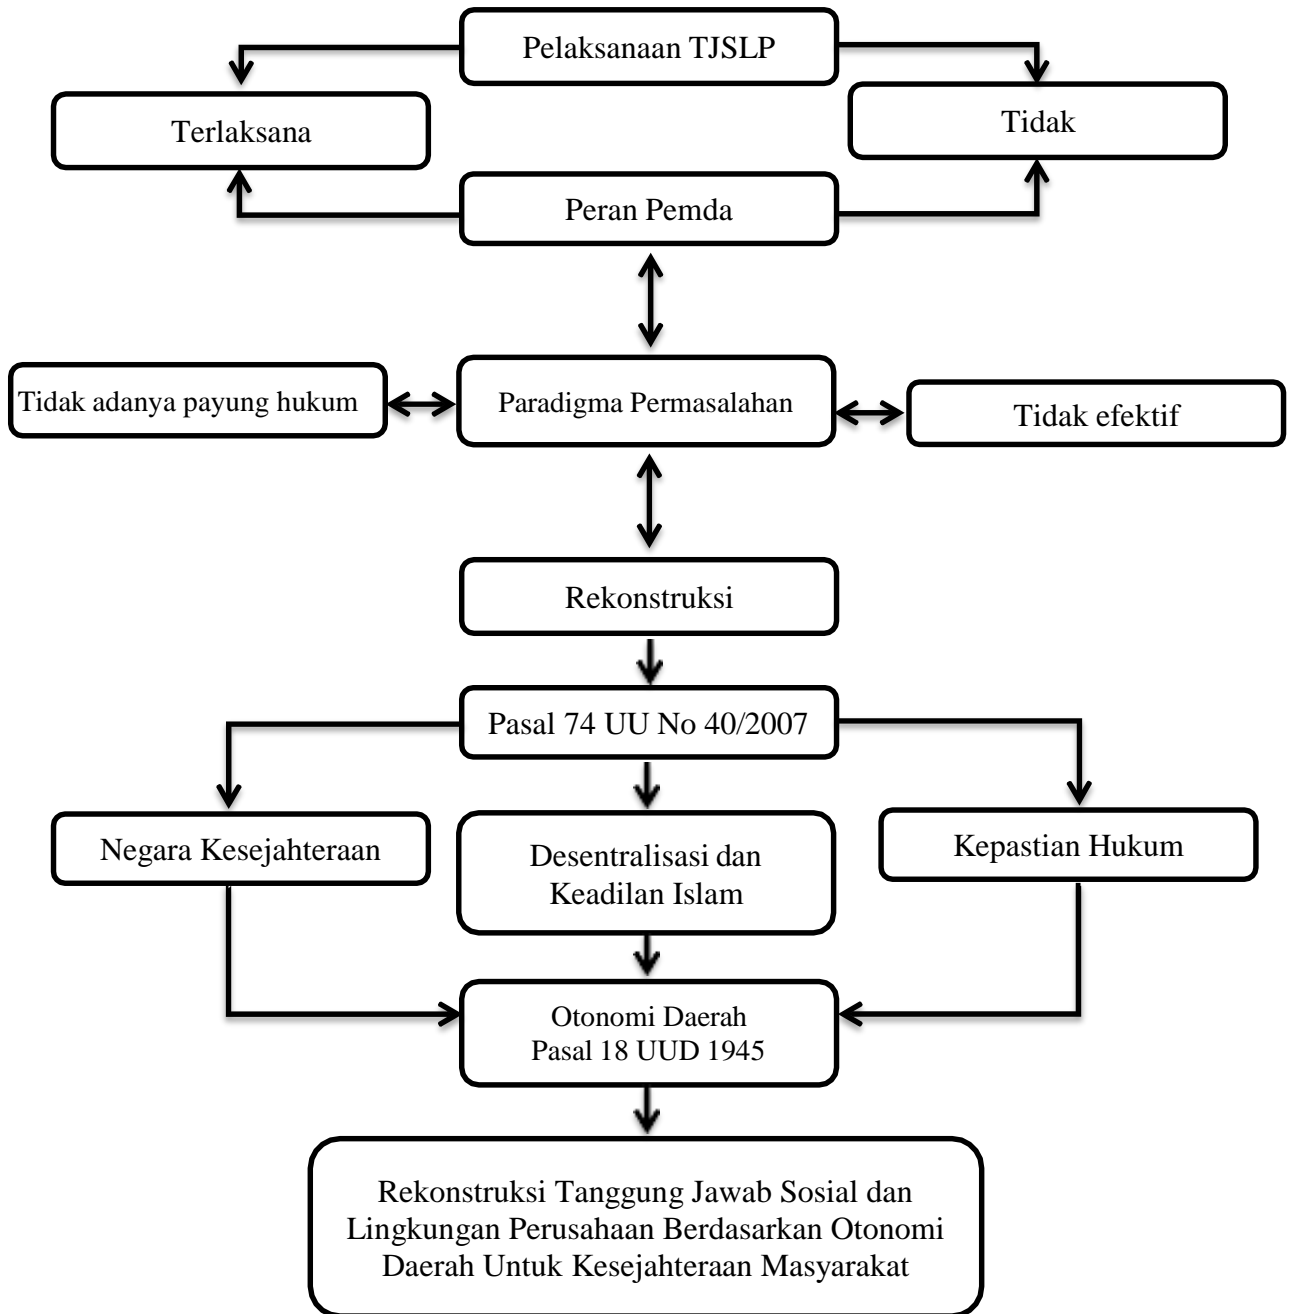 Pelaksanaan TJSLP
Terlaksana
Tidak
Peran Pemda
Tidak adanya payung hukum
Paradigma Permasalahan
Tidak efektif
Rekonstruksi
Pasal 74 UU No 40/2007
Negara Kesejahteraan
Desentralisasi dan
Keadilan Islam
Kepastian Hukum
Otonomi Daerah
Pasal 18 UUD 1945
Rekonstruksi Tanggung Jawab Sosial dan
Lingkungan Perusahaan Berdasarkan Otonomi
Daerah Untuk Kesejahteraan Masyarakat